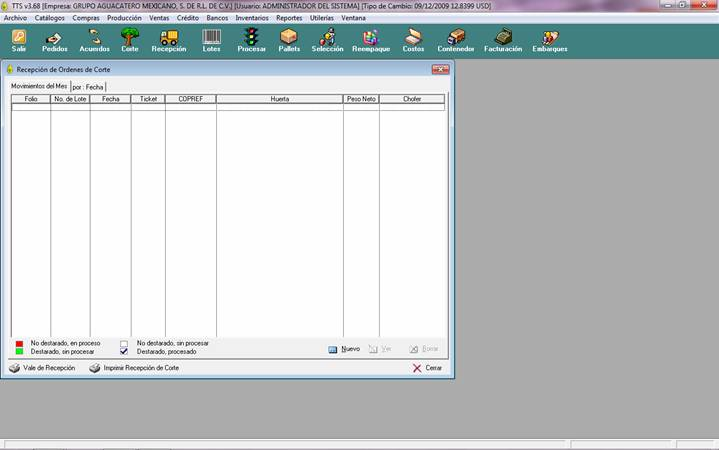 TTS v3.68 [Empresa: GRUPO AGUACATERO MEXICANO, S. DE R.L. DE C.V.] [Usuario: ADMINISTRADOR DEL SISTEMA] [Tipo de Cambio: 09/12/2009 12.8399 USD]
Archivo Catálogos Compras Producción Ventas Crédito Bancos Inventarios Reportes Utilerías Ventana
Salir Pedidos Acuerdos Corte Recepción Lotes Procesar Pallets Selección Reempaque Costos Contenedor Facturación Embarques
Recepción de Ordenes de Corte
Movimientos del Mes por : Fecha
Folio No. de Lote Fecha Ticket COPREF Huerta Peso Neto Chofer
No destarado, en proceso No destarado, sin procesar
Destarado, sin procesar Destarado, procesado
Nuevo Ver Borrar
Vale de Recepción Imprimir Recepción de Corte Cerrar